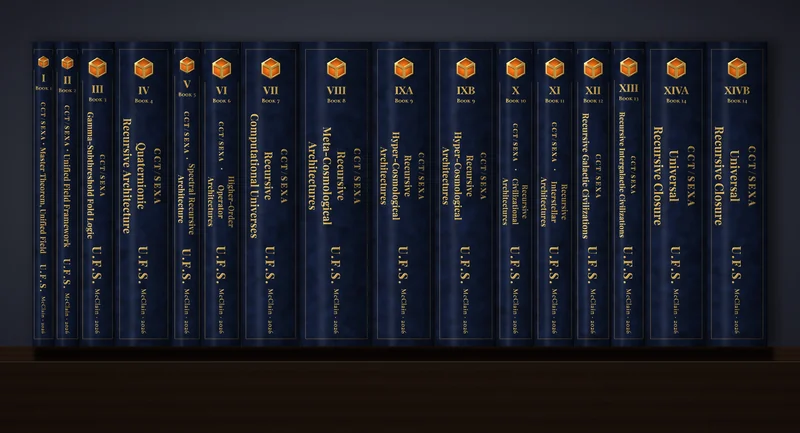 I
BOOK 1
CCT·SEXA · Master Theorem, Unified Field
U.F.S.
McClain · 2026
II
BOOK 2
CCT·SEXA · Unified Field Framework
U.F.S.
McClain · 2026
III
BOOK 3
CCT·SEXA
Gamma-Subthreshold Fold Logic
U.F.S.
McClain · 2026
IV
BOOK 4
CCT/SEXA
Quaternionic
Recursive Architecture
U.F.S.
McClain · 2026
V
BOOK 5
CCT·SEXA · Spectral Recursive
Architecture
U.F.S.
McClain · 2026
VI
BOOK 6
CCT·SEXA · Higher-Order
Operator
Architectures
U.F.S.
McClain · 2026
VII
BOOK 7
CCT/SEXA
Recursive
Computational Universes
U.F.S.
McClain · 2026
VIII
BOOK 8
CCT/SEXA
Recursive
Meta-Cosmological
Architectures
U.F.S.
McClain · 2026
IXA
BOOK 9
CCT/SEXA
Recursive
Hyper-Cosmological
Architectures
U.F.S.
McClain · 2026
IXB
BOOK 9
CCT/SEXA
Recursive
Hyper-Cosmological
Architectures
U.F.S.
McClain · 2026
X
BOOK 10
CCT·SEXA · Recursive
Civilizational
Architectures
U.F.S.
McClain · 2026
XI
BOOK 11
CCT·SEXA · Recursive
Interstellar
Architectures
U.F.S.
McClain · 2026
XII
BOOK 12
CCT/SEXA
Recursive Galactic Civilizations
U.F.S.
McClain · 2026
XIII
BOOK 13
CCT/SEXA
Recursive Intergalactic Civilizations
U.F.S.
McClain · 2026
XIVA
BOOK 14
CCT/SEXA
Universal
Recursive Closure
U.F.S.
McClain · 2026
XIVB
BOOK 14
CCT/SEXA
Universal
Recursive Closure
U.F.S.
McClain · 2026